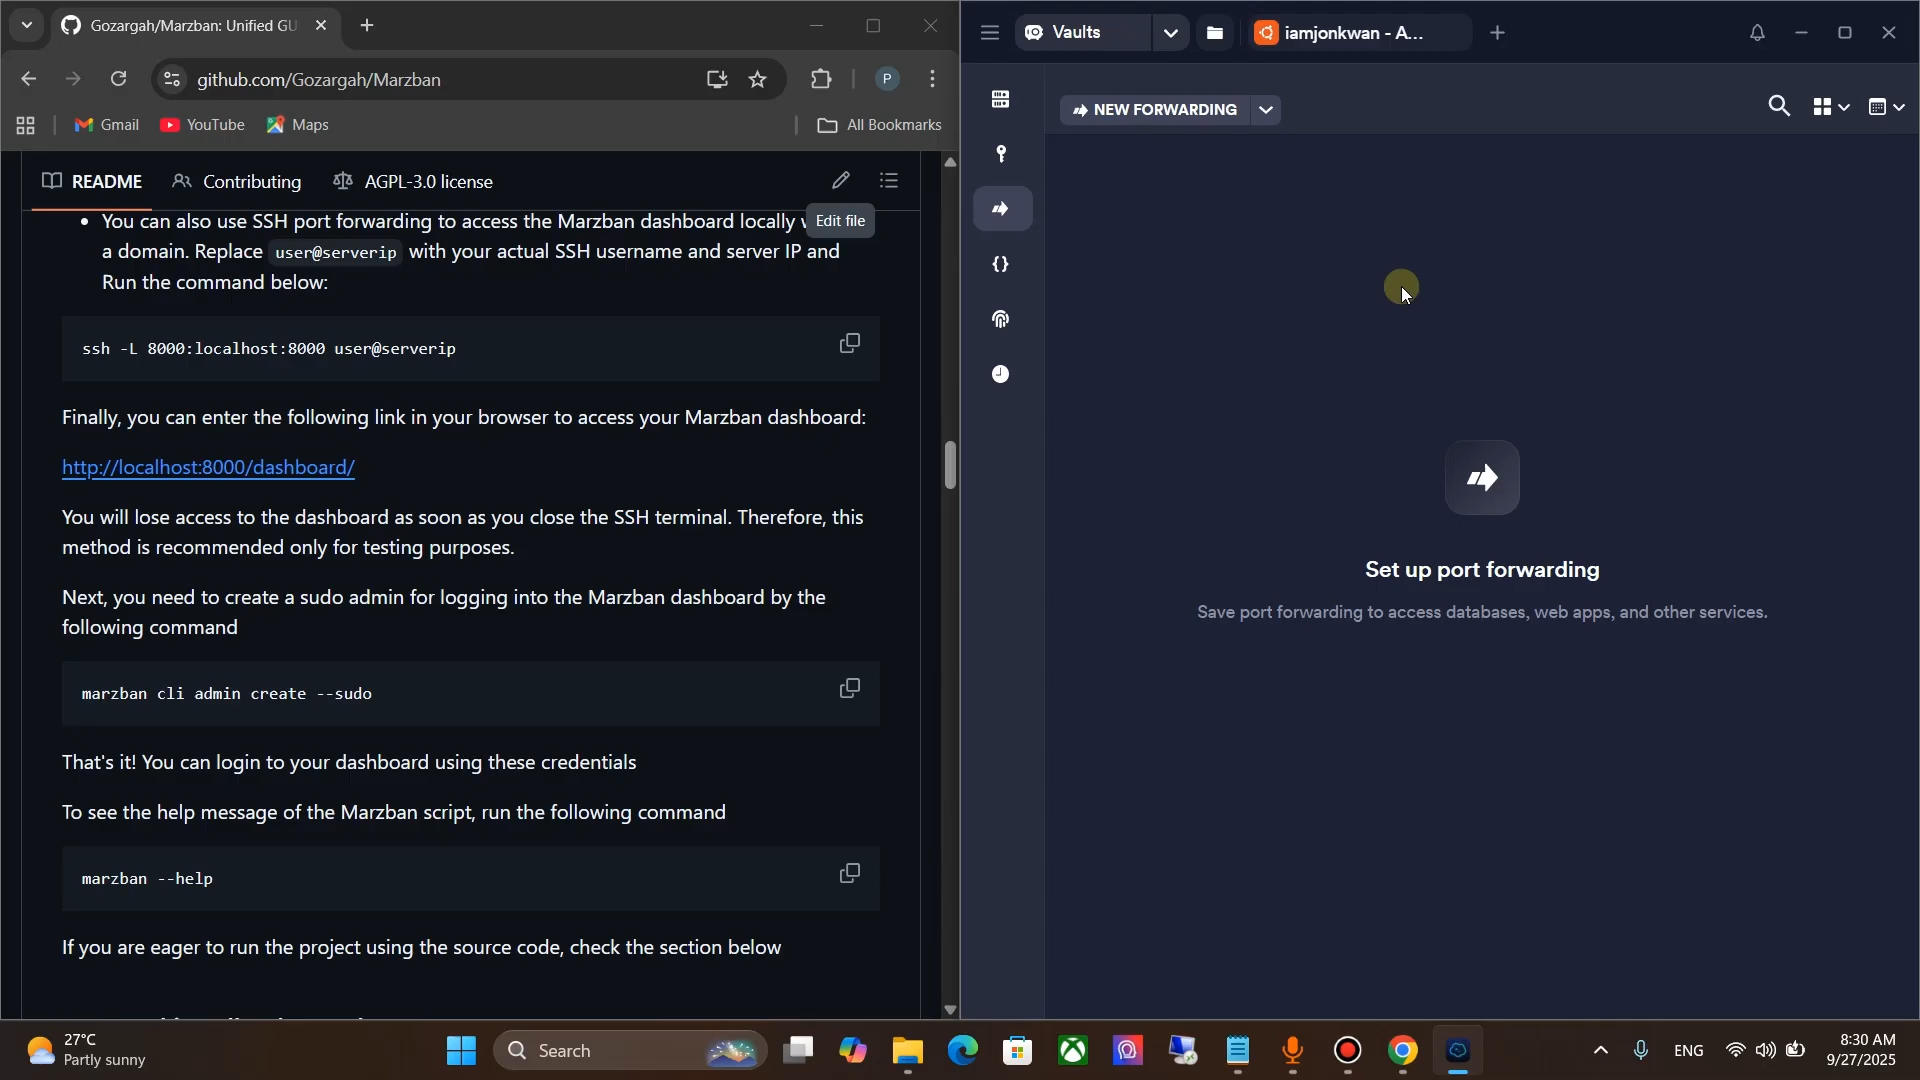 Gozargah/Marzban: Unified GU
github.com/Gozargah/Marzban
P
Gmail
YouTube
Maps
All Bookmarks
README
Contributing
AGPL-3.0 license
Edit file
You can also use SSH port forwarding to access the Marzban dashboard locally
a domain. Replace user@serverip with your actual SSH username and server IP and
Run the command below:
ssh -L 8000:localhost:8000 user@serverip
Finally, you can enter the following link in your browser to access your Marzban dashboard:
http://localhost:8000/dashboard/
You will lose access to the dashboard as soon as you close the SSH terminal. Therefore, this
method is recommended only for testing purposes.
Next, you need to create a sudo admin for logging into the Marzban dashboard by the
following command
marzban cli admin create --sudo
That's it! You can login to your dashboard using these credentials
To see the help message of the Marzban script, run the following command
marzban --help
If you are eager to run the project using the source code, check the section below
Vaults
iamjonkwan - A...
NEW FORWARDING
Set up port forwarding
Save port forwarding to access databases, web apps, and other services.
27°C
Partly sunny
Search
ENG
8:30 AM
9/27/2025